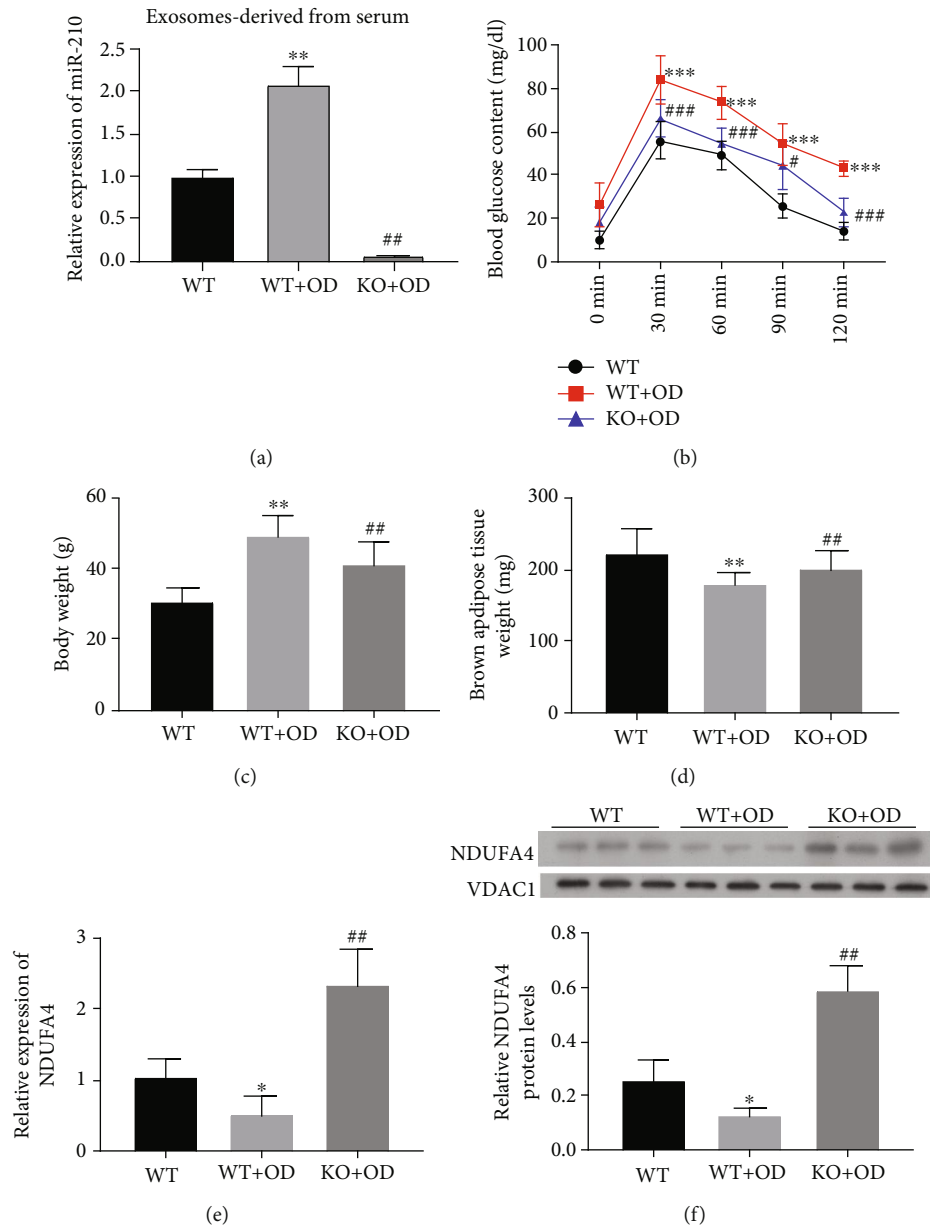 Exosomes-derived from serum
Relative expression of miR-210
2.5
2.0
1.5
1.0
0.5
0.0
**
##
WT
WT+OD
KO+OD
(a)
Blood glucose content (mg/dl)
100
80
60
40
20
0
***
###
***
###
***
#
***
###
0 min
30 min
60 min
90 min
120 min
WT
WT+OD
KO+OD
(b)
Body weight (g)
60
40
20
0
**
##
WT
WT+OD
KO+OD
(c)
Brown apdipose tissue
weight (mg)
300
200
100
0
**
##
WT
WT+OD
KO+OD
(d)
Relative expression of
NDUFA4
3
2
1
0
*
##
WT
WT+OD
KO+OD
(e)
WT
WT+OD
KO+OD
NDUFA4
VDAC1
Relative NDUFA4
protein levels
0.8
0.6
0.4
0.2
0.0
*
##
WT
WT+OD
KO+OD
(f)